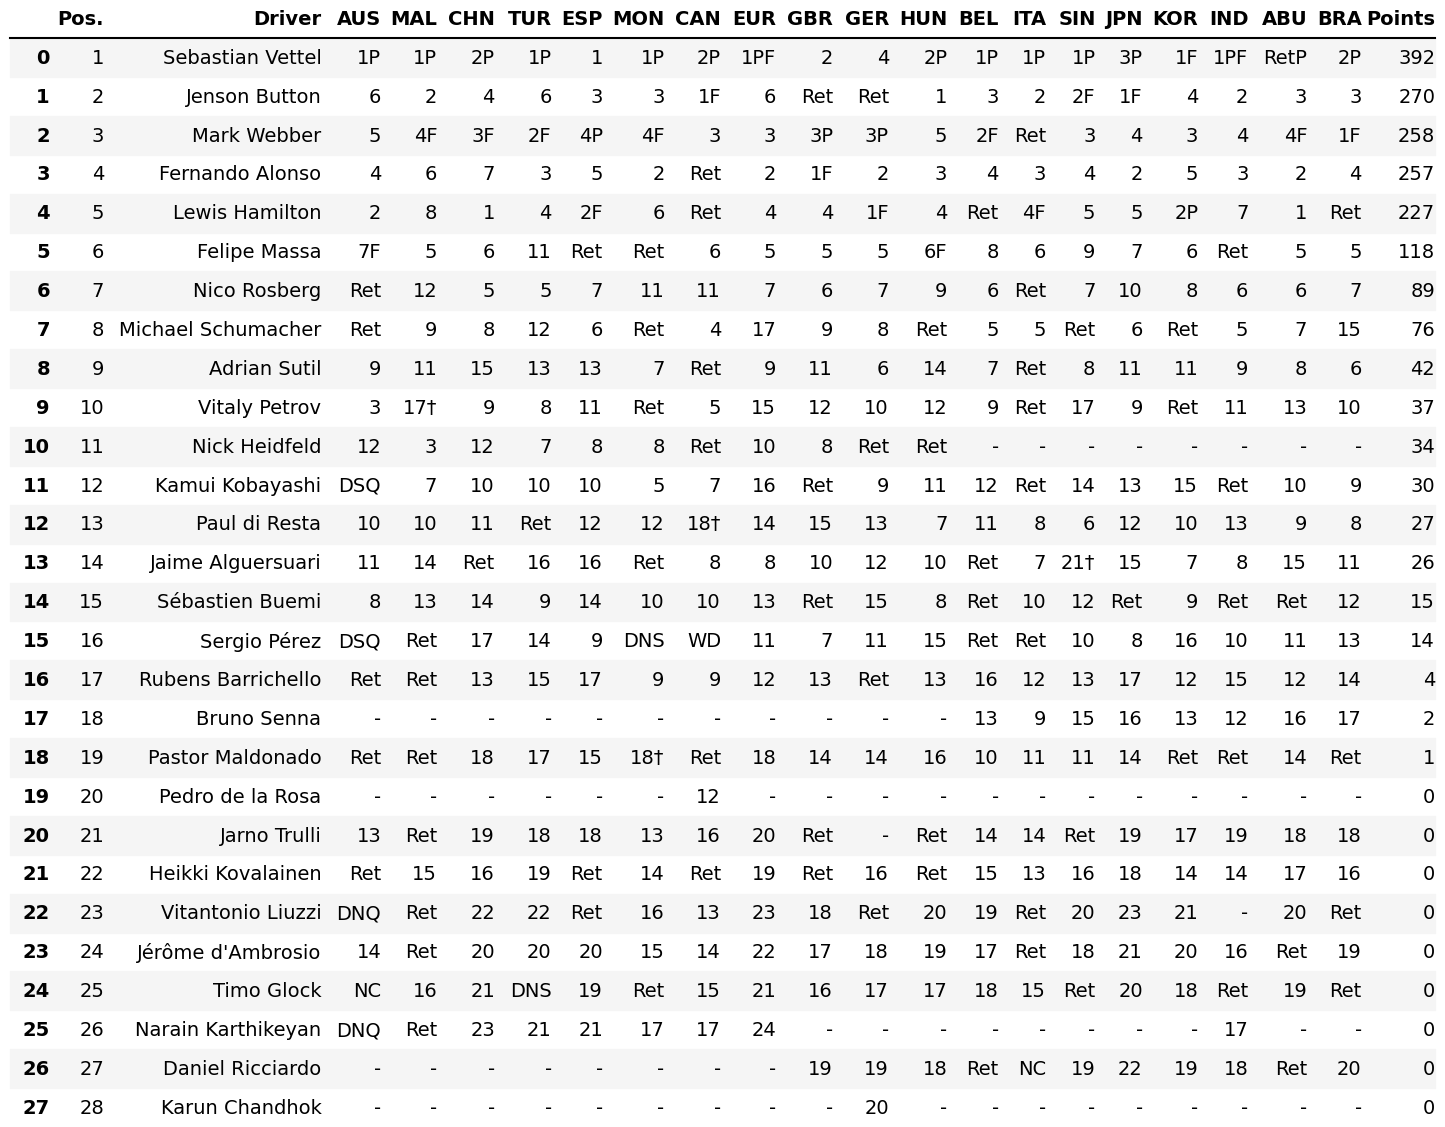 Pos. Driver AUS MAL CHN TUR ESP MON CAN EUR GBR GER HUN BEL ITA SIN JPN KOR IND ABU BRA Points
0 1 Sebastian Vettel 1P 1P 2P 1P 1 1P 2P 1PF 2 4 2P 1P 1P 1P 3P 1F 1PF RetP 2P 392
1 2 Jenson Button 6 2 4 6 3 3 1F 6 Ret Ret 1 3 2 2F 1F 4 2 3 3 270
2 3 Mark Webber 5 4F 3F 2F 4P 4F 3 3 3P 3P 5 2F Ret 3 4 3 4 4F 1F 258
3 4 Fernando Alonso 4 6 7 3 5 2 Ret 2 1F 2 3 4 3 4 2 5 3 2 4 257
4 5 Lewis Hamilton 2 8 1 4 2F 6 Ret 4 4 1F 4 Ret 4F 5 5 2P 7 1 Ret 227
5 6 Felipe Massa 7F 5 6 11 Ret Ret 6 5 5 5 6F 8 6 9 7 6 Ret 5 5 118
6 7 Nico Rosberg Ret 12 5 5 7 11 11 7 6 7 9 6 Ret 7 10 8 6 6 7 89
7 8 Michael Schumacher Ret 9 8 12 6 Ret 4 17 9 8 Ret 5 5 Ret 6 Ret 5 7 15 76
8 9 Adrian Sutil 9 11 15 13 13 7 Ret 9 11 6 14 7 Ret 8 11 11 9 8 6 42
9 10 Vitaly Petrov 3 17† 9 8 11 Ret 5 15 12 10 12 9 Ret 17 9 Ret 11 13 10 37
10 11 Nick Heidfeld 12 3 12 7 8 8 Ret 10 8 Ret Ret - - - - - - - - 34
11 12 Kamui Kobayashi DSQ 7 10 10 10 5 7 16 Ret 9 11 12 Ret 14 13 15 Ret 10 9 30
12 13 Paul di Resta 10 10 11 Ret 12 12 18† 14 15 13 7 11 8 6 12 10 13 9 8 27
13 14 Jaime Alguersuari 11 14 Ret 16 16 Ret 8 8 10 12 10 Ret 7 21† 15 7 8 15 11 26
14 15 Sébastien Buemi 8 13 14 9 14 10 10 13 Ret 15 8 Ret 10 12 Ret 9 Ret Ret 12 15
15 16 Sergio Pérez DSQ Ret 17 14 9 DNS WD 11 7 11 15 Ret Ret 10 8 16 10 11 13 14
16 17 Rubens Barrichello Ret Ret 13 15 17 9 9 12 13 Ret 13 16 12 13 17 12 15 12 14 4
17 18 Bruno Senna - - - - - - - - - - - 13 9 15 16 13 12 16 17 2
18 19 Pastor Maldonado Ret Ret 18 17 15 18† Ret 18 14 14 16 10 11 11 14 Ret Ret 14 Ret 1
19 20 Pedro de la Rosa - - - - - - 12 - - - - - - - - - - - - 0
20 21 Jarno Trulli 13 Ret 19 18 18 13 16 20 Ret - Ret 14 14 Ret 19 17 19 18 18 0
21 22 Heikki Kovalainen Ret 15 16 19 Ret 14 Ret 19 Ret 16 Ret 15 13 16 18 14 14 17 16 0
22 23 Vitantonio Liuzzi DNQ Ret 22 22 Ret 16 13 23 18 Ret 20 19 Ret 20 23 21 - 20 Ret 0
23 24 Jérôme d'Ambrosio 14 Ret 20 20 20 15 14 22 17 18 19 17 Ret 18 21 20 16 Ret 19 0
24 25 Timo Glock NC 16 21 DNS 19 Ret 15 21 16 17 17 18 15 Ret 20 18 Ret 19 Ret 0
25 26 Narain Karthikeyan DNQ Ret 23 21 21 17 17 24 - - - - - - - - 17 - - 0
26 27 Daniel Ricciardo - - - - - - - - 19 19 18 Ret NC 19 22 19 18 Ret 20 0
27 28 Karun Chandhok - - - - - - - - - 20 - - - - - - - - - 0